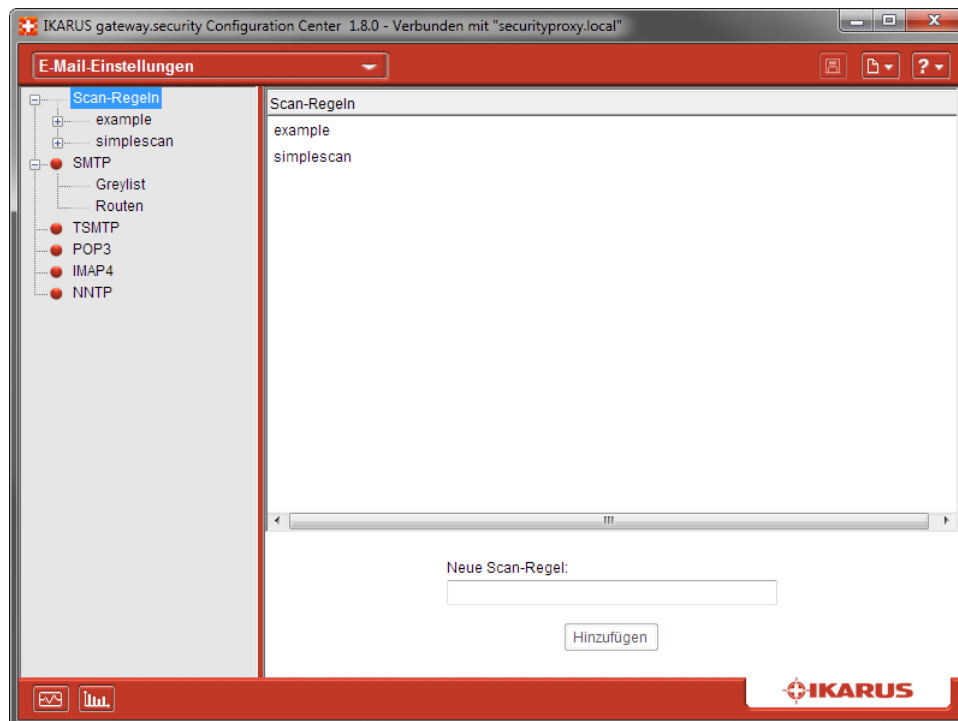 IKARUS gateway.security Configuration Center 1.8.0 - Verbunden mit "securityproxy.local"
E-Mail-Einstellungen
?
Scan-Regeln
example
simplescan
SMTP
Greylist
Routen
TSMTP
POP3
IMAP4
NNTP
Scan-Regeln
example
simplescan
Neue Scan-Regel:
Hinzufügen
IKARUS